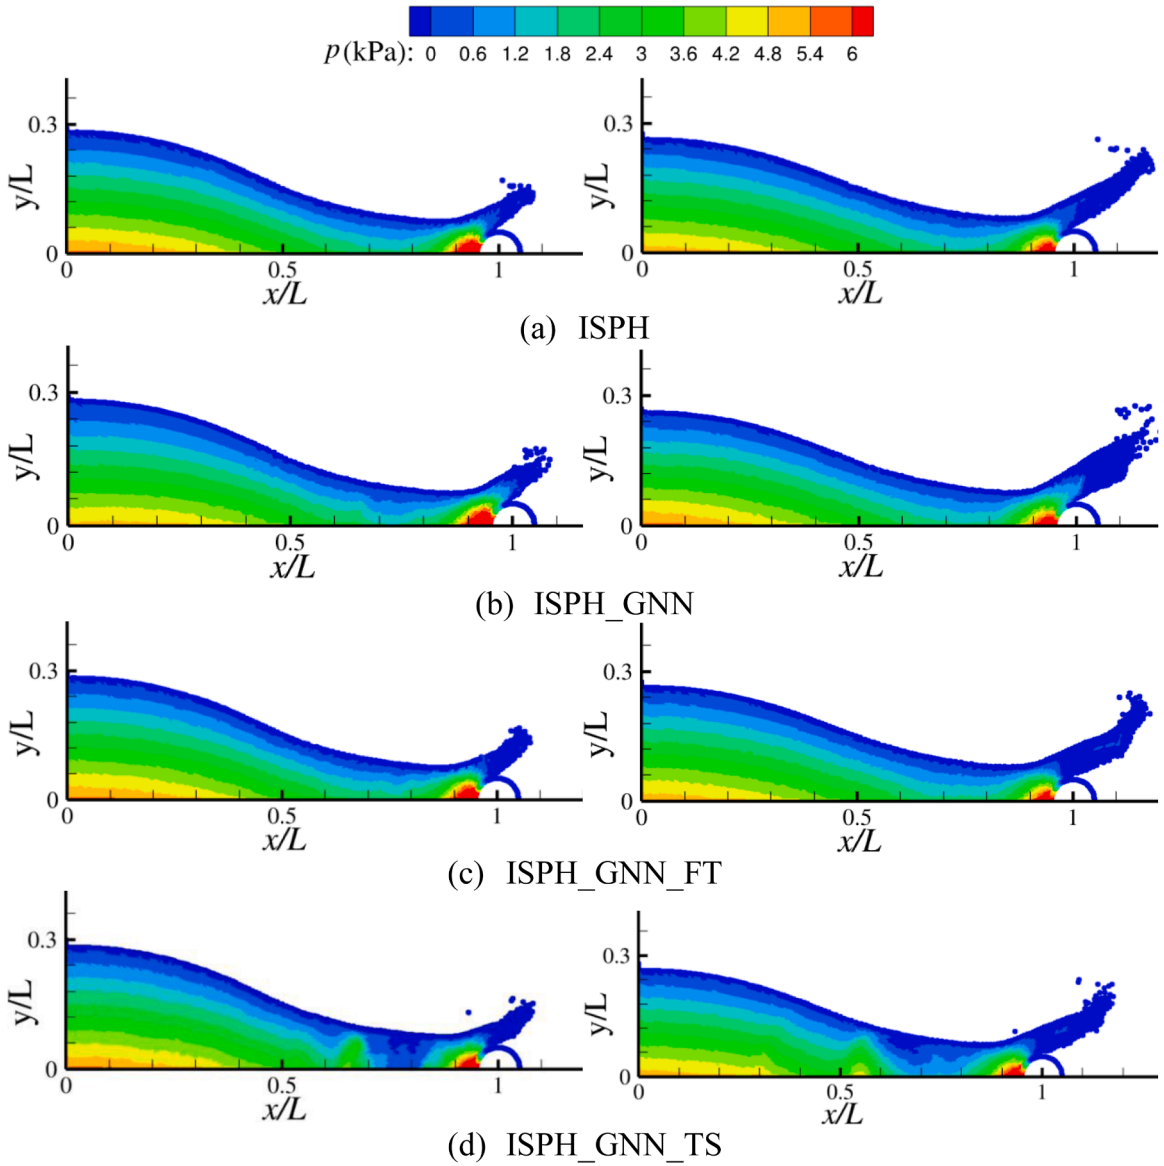 p(kPa): 0 0.6 1.2 1.8 2.4 3 3.6 4.2 4.8 5.4 6
0.3 0.3
y/L y/L
0 0
0 0.5 1 0 0.5 1
x/L x/L
(a) ISPH
0.3 0.3
y/L y/L
0 0
0 0.5 1 0 0.5 1
x/L x/L
(b) ISPH_GNN
0.3 0.3
y/L y/L
0 0
0 0.5 1 0 0.5 1
x/L x/L
(c) ISPH_GNN_FT
0.3 0.3
y/L y/L
0 0
0 0.5 1 0 0.5 1
x/L x/L
(d) ISPH_GNN_TS